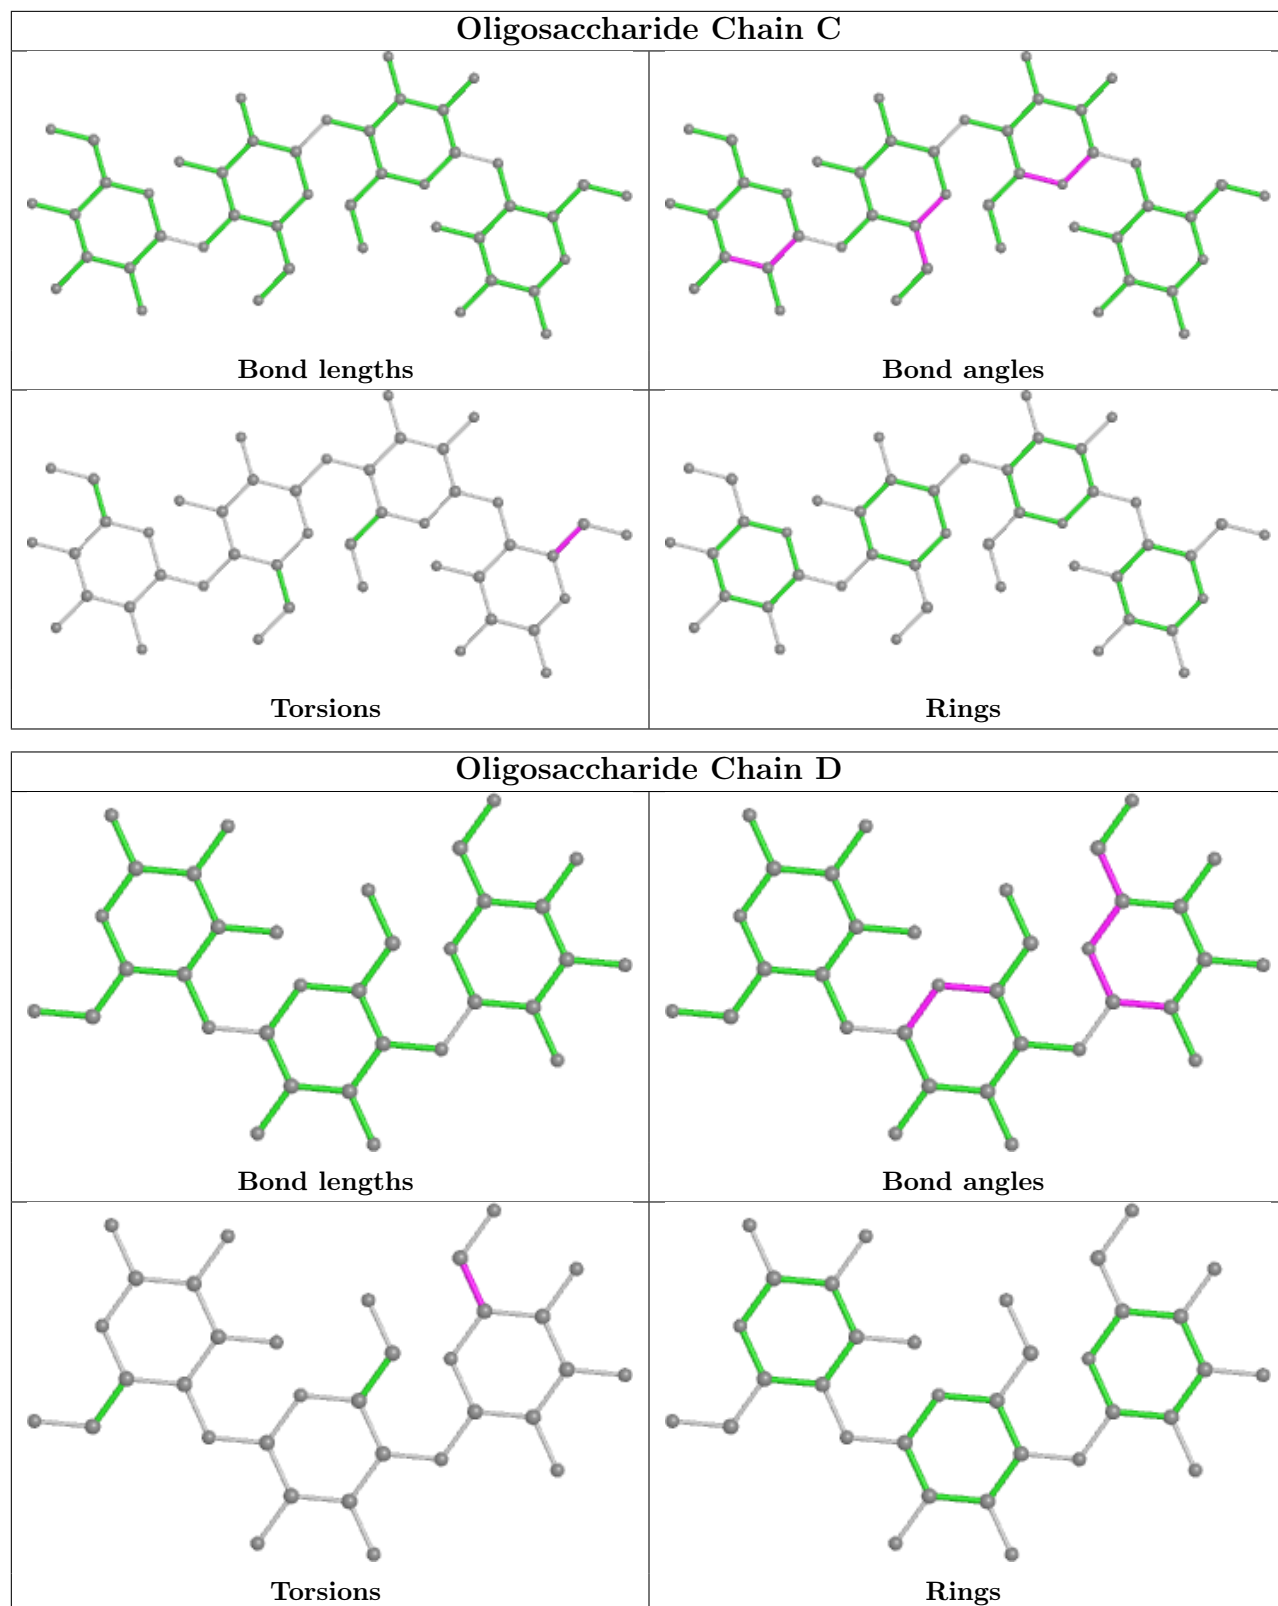 Oligosaccharide Chain C
Bond lengths
Bond angles
Torsions
Rings
Oligosaccharide Chain D
Bond lengths
Bond angles
Torsions
Rings